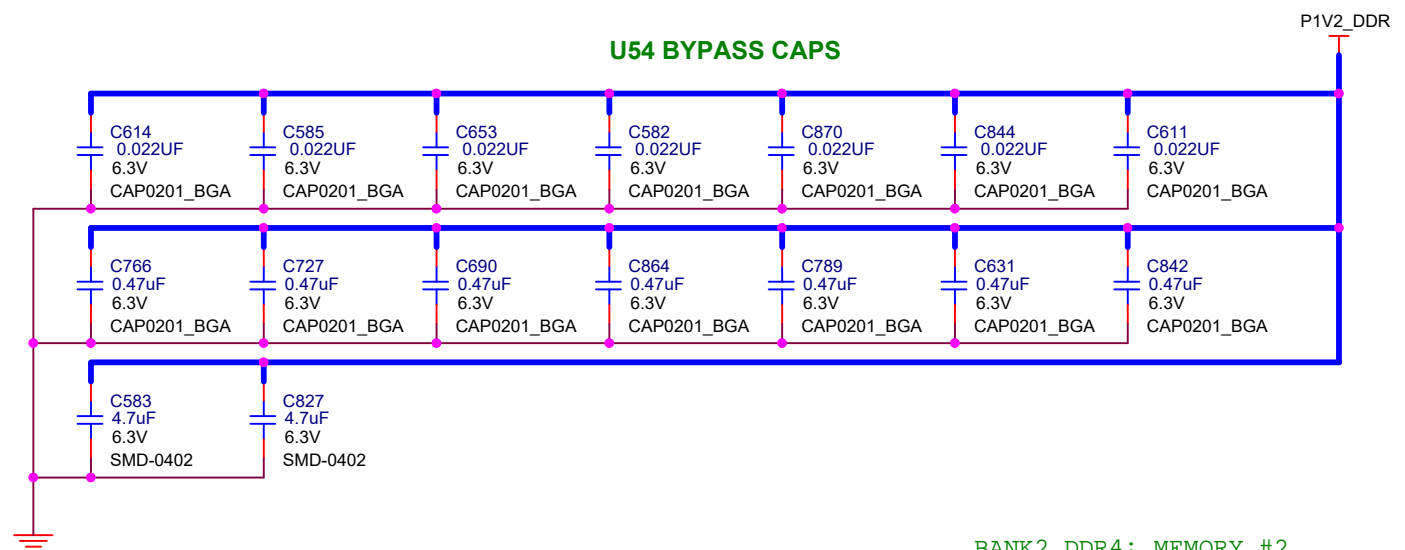 P1V2_DDR
U54 BYPASS CAPS
C614
0.022UF
6.3V
CAP0201_BGA
C585
0.022UF
6.3V
CAP0201_BGA
C653
0.022UF
6.3V
CAP0201_BGA
C582
0.022UF
6.3V
CAP0201_BGA
C870
0.022UF
6.3V
CAP0201_BGA
C844
0.022UF
6.3V
CAP0201_BGA
C611
0.022UF
6.3V
CAP0201_BGA
C766
0.47uF
6.3V
CAP0201_BGA
C727
0.47uF
6.3V
CAP0201_BGA
C690
0.47uF
6.3V
CAP0201_BGA
C864
0.47uF
6.3V
CAP0201_BGA
C789
0.47uF
6.3V
CAP0201_BGA
C631
0.47uF
6.3V
CAP0201_BGA
C842
0.47uF
6.3V
CAP0201_BGA
C583
4.7uF
6.3V
SMD-0402
C827
4.7uF
6.3V
SMD-0402
BANK2 DDR4: MEMORY #2